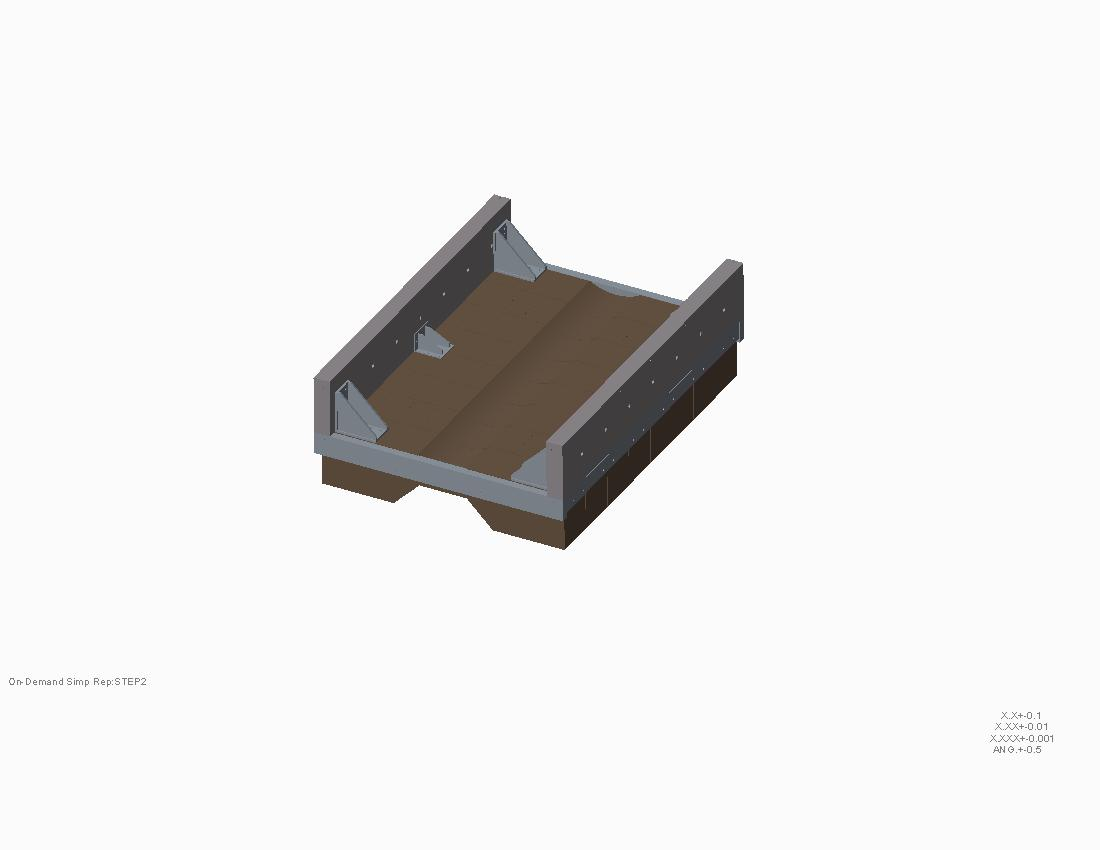 On-Demand Simp Rep:STEP2
X.X+-0.1
X.XX+-0.01
X.XXX+-0.001
ANG.+-0.5